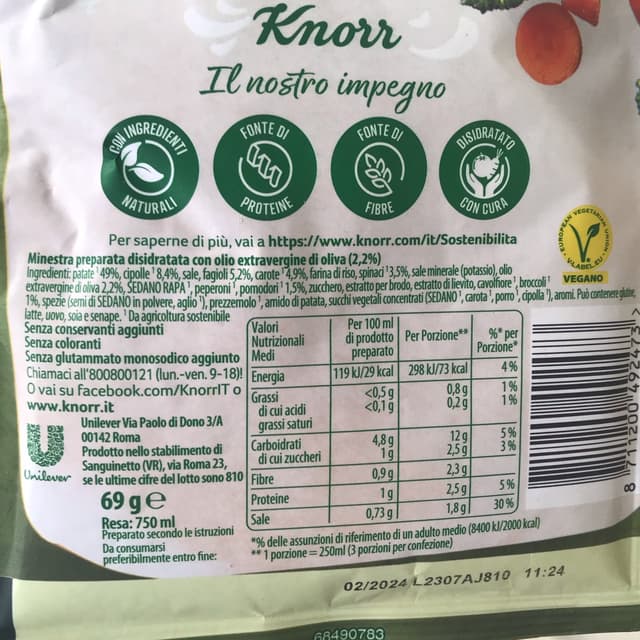 Knorr
Il nostro impegno
CON INGREDIENTI NATURALI
FONTE DI PROTEINE
FONTE DI FIBRE
DISIDRATATO CON CURA
Per saperne di più, vai a https://www.knorr.com/it/Sostenibilita
EUROPEAN VEGETARIAN UNION
V-LABEL.EU
VEGANO
Minestra preparata disidratata con olio extravergine di oliva (2,2%)
Ingredienti: patate¹ 49%, cipolle¹ 8,4%, sale, fagioli 5,2%, carote¹ 4,9%, farina di riso, spinaci¹ 3,5%, sale minerale (potassio), olio
extravergine di oliva 2,2%, SEDANO RAPA¹, peperoni¹, pomodori¹ 1,5%, zucchero, estratto per brodo, estratto di lievito, cavolfiore¹, broccoli¹
1%, spezie (semi di SEDANO in polvere, aglio¹), prezzemolo¹, amido di patata, succhi vegetali concentrati (SEDANO¹, carota¹, porro¹, cipolla¹), aromi. Può contenere glutine,
latte, uovo, soia e senape. ¹Da agricoltura sostenibile
Senza conservanti aggiunti
Senza coloranti
Senza glutammato monosodico aggiunto
Chiamaci all'800800121 (lun.-ven. 9-18)!
O vai su facebook.com/KnorrIT o
www.knorr.it
Unilever
Unilever Via Paolo di Dono 3/A
00142 Roma
Prodotto nello stabilimento di
Sanguinetto (VR), via Roma 23,
se le ultime cifre del lotto sono 810
69 g e
Resa: 750 ml
Preparato secondo le istruzioni
Da consumarsi
preferibilmente entro fine:
Valori Nutrizionali Medi | Per 100 ml di prodotto preparato | Per Porzione** | %* per Porzione*
Energia 119 kJ/29 kcal 298 kJ/73 kcal 4%
Grassi <0,5 g 0,8 g 1%
di cui acidi grassi saturi <0,1 g 0,2 g 1%
Carboidrati 4,8 g 12 g 5%
di cui zuccheri 1 g 2,5 g 3%
Fibre 0,9 g 2,3 g
Proteine 1 g 2,5 g 5%
Sale 0,73 g 1,8 g 30%
*% delle assunzioni di riferimento di un adulto medio (8400 kJ/2000 kcal)
** 1 porzione = 250ml (3 porzioni per confezione)
02/2024 L2307AJ810 11:24
68490783